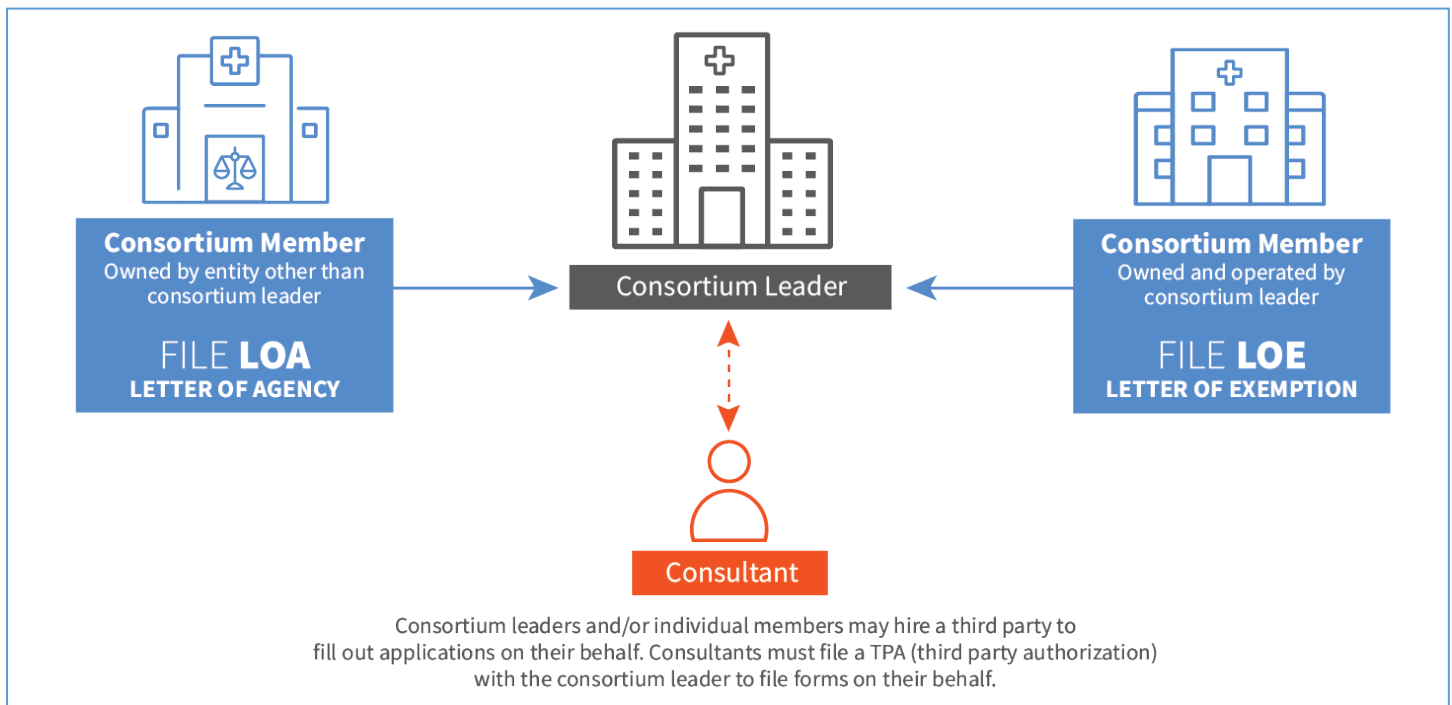 Consortium Member
Owned by entity other than
consortium leader
FILE LOA
LETTER OF AGENCY
Consortium Leader
Consortium Member
Owned and operated by
consortium leader
FILE LOE
LETTER OF EXEMPTION
Consultant
Consortium leaders and/or individual members may hire a third party to
fill out applications on their behalf. Consultants must file a TPA (third party authorization)
with the consortium leader to file forms on their behalf.